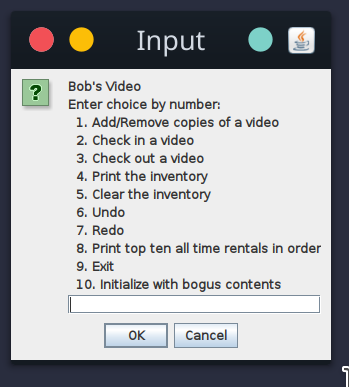 Input
Bob's Video
Enter choice by number:
1. Add/Remove copies of a video
2. Check in a video
3. Check out a video
4. Print the inventory
5. Clear the inventory
6. Undo
7. Redo
8. Print top ten all time rentals in order
9. Exit
10. Initialize with bogus contents
OK Cancel